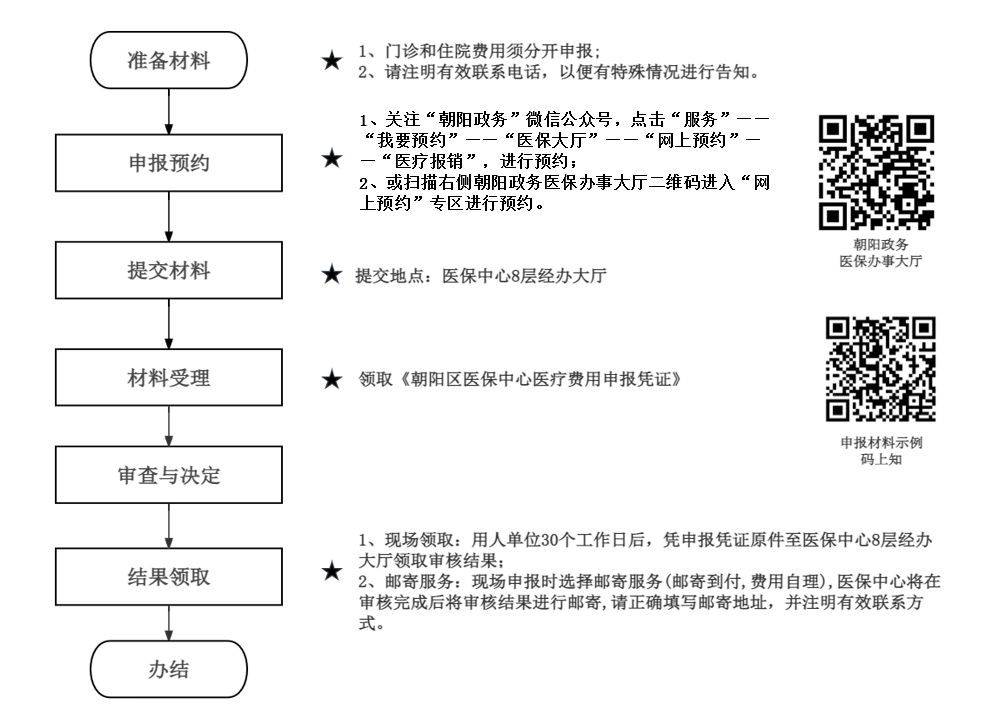 准备材料
★ 1、门诊和住院费用须分开申报;
2、请注明有效联系电话，以便有特殊情况进行告知。
申报预约
★ 1、关注“朝阳政务”微信公众号，点击“服务”——
“我要预约”——“医保大厅”——“网上预约”—
—“医疗报销”，进行预约；
2、或扫描右侧朝阳政务医保办事大厅二维码进入“网
上预约”专区进行预约。
朝阳政务
医保办事大厅
提交材料
★ 提交地点：医保中心8层经办大厅
材料受理
★ 领取《朝阳区医保中心医疗费用申报凭证》
申报材料示例
码上知
审查与决定
结果领取
★ 1、现场领取：用人单位30个工作日后，凭申报凭证原件至医保中心8层经办
大厅领取审核结果；
2、邮寄服务：现场申报时选择邮寄服务(邮寄到付,费用自理),医保中心将在
审核完成后将审核结果进行邮寄,请正确填写邮寄地址，并注明有效联系方
式。
办结